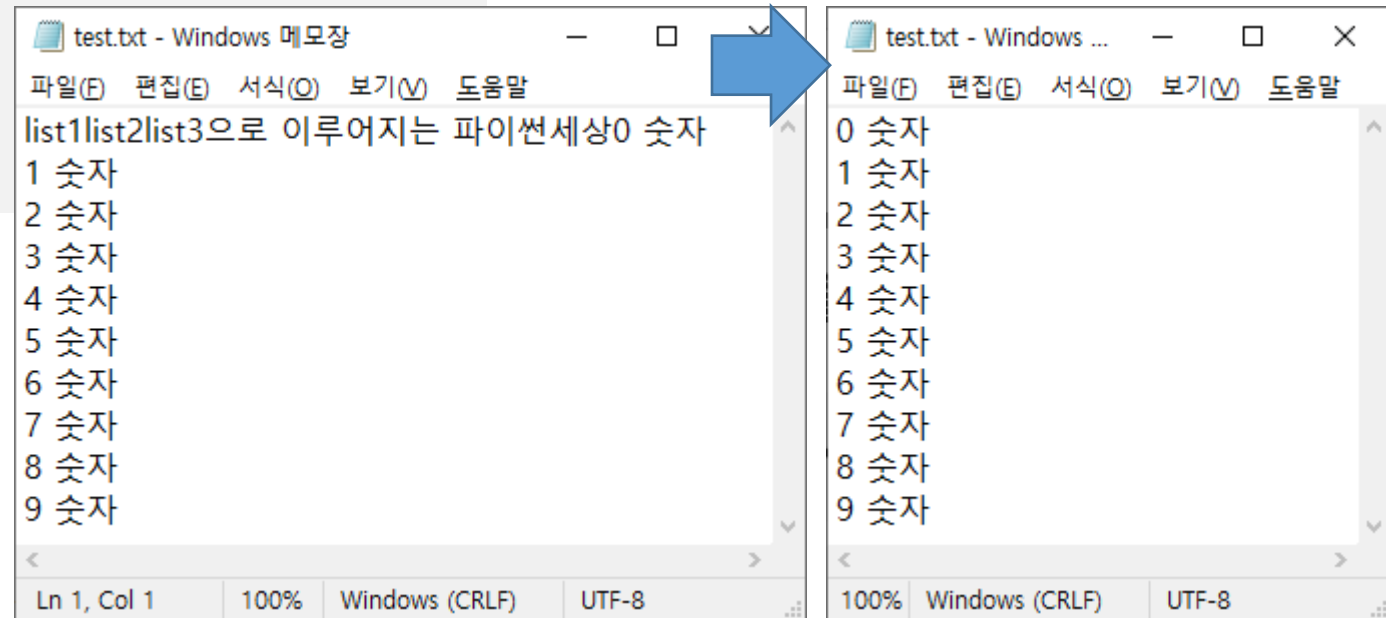 test.txt - Windows 메모장
파일(F) 편집(E) 서식(O) 보기(V) 도움말
list1list2list3으로 이루어지는 파이썬세상0 숫자
1 숫자
2 숫자
3 숫자
4 숫자
5 숫자
6 숫자
7 숫자
8 숫자
9 숫자
Ln 1, Col 1 100% Windows (CRLF) UTF-8
test.txt - Windows ...
파일(F) 편집(E) 서식(O) 보기(V) 도움말
0 숫자
1 숫자
2 숫자
3 숫자
4 숫자
5 숫자
6 숫자
7 숫자
8 숫자
9 숫자
100% Windows (CRLF) UTF-8